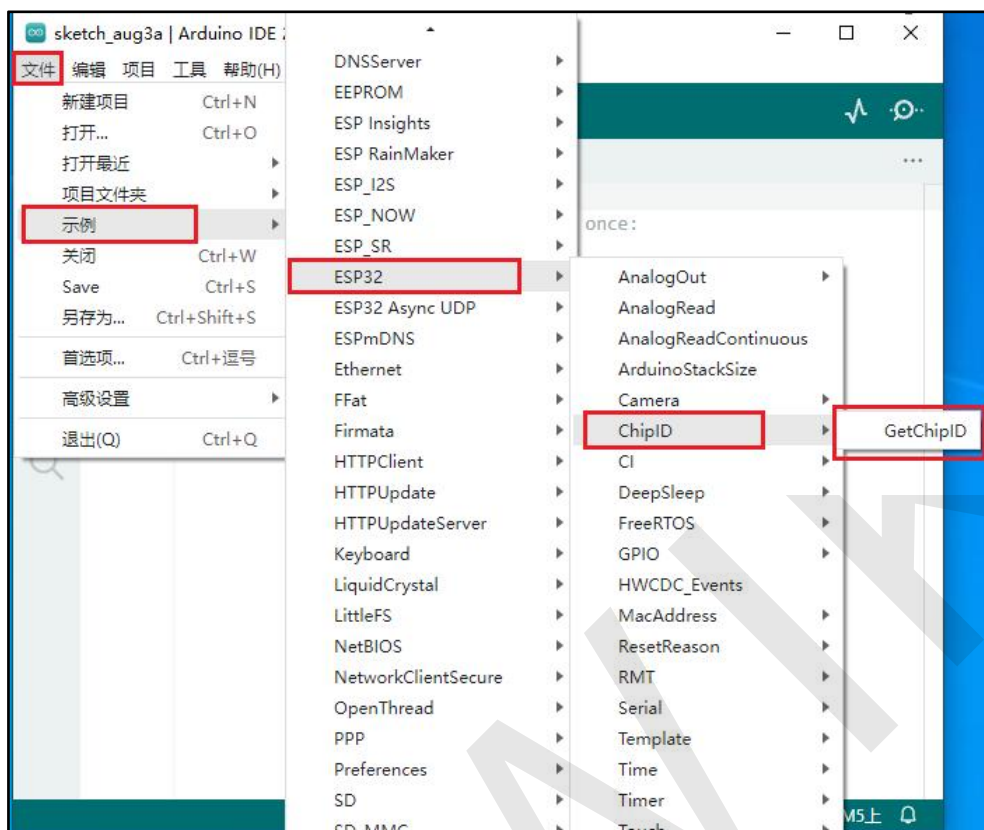 sketch_aug3a | Arduino IDE
文件 编辑 项目 工具 帮助(H)
新建项目 Ctrl+N
打开... Ctrl+O
打开最近
项目文件夹
示例
关闭 Ctrl+W
Save Ctrl+S
另存为... Ctrl+Shift+S
首选项... Ctrl+逗号
高级设置
退出(Q) Ctrl+Q
DNSServer
EEPROM
ESP Insights
ESP RainMaker
ESP_I2S
ESP_NOW
ESP_SR
ESP32
ESP32 Async UDP
ESPmDNS
Ethernet
FFat
Firmata
HTTPClient
HTTPUpdate
HTTPUpdateServer
Keyboard
LiquidCrystal
LittleFS
NetBIOS
NetworkClientSecure
OpenThread
PPP
Preferences
SD
SD_MMC
once:
AnalogOut
AnalogRead
AnalogReadContinuous
ArduinoStackSize
Camera
ChipID
CI
DeepSleep
FreeRTOS
GPIO
HWCDC_Events
MacAddress
ResetReason
RMT
Serial
Template
Time
Timer
Touch
GetChipID
M5上